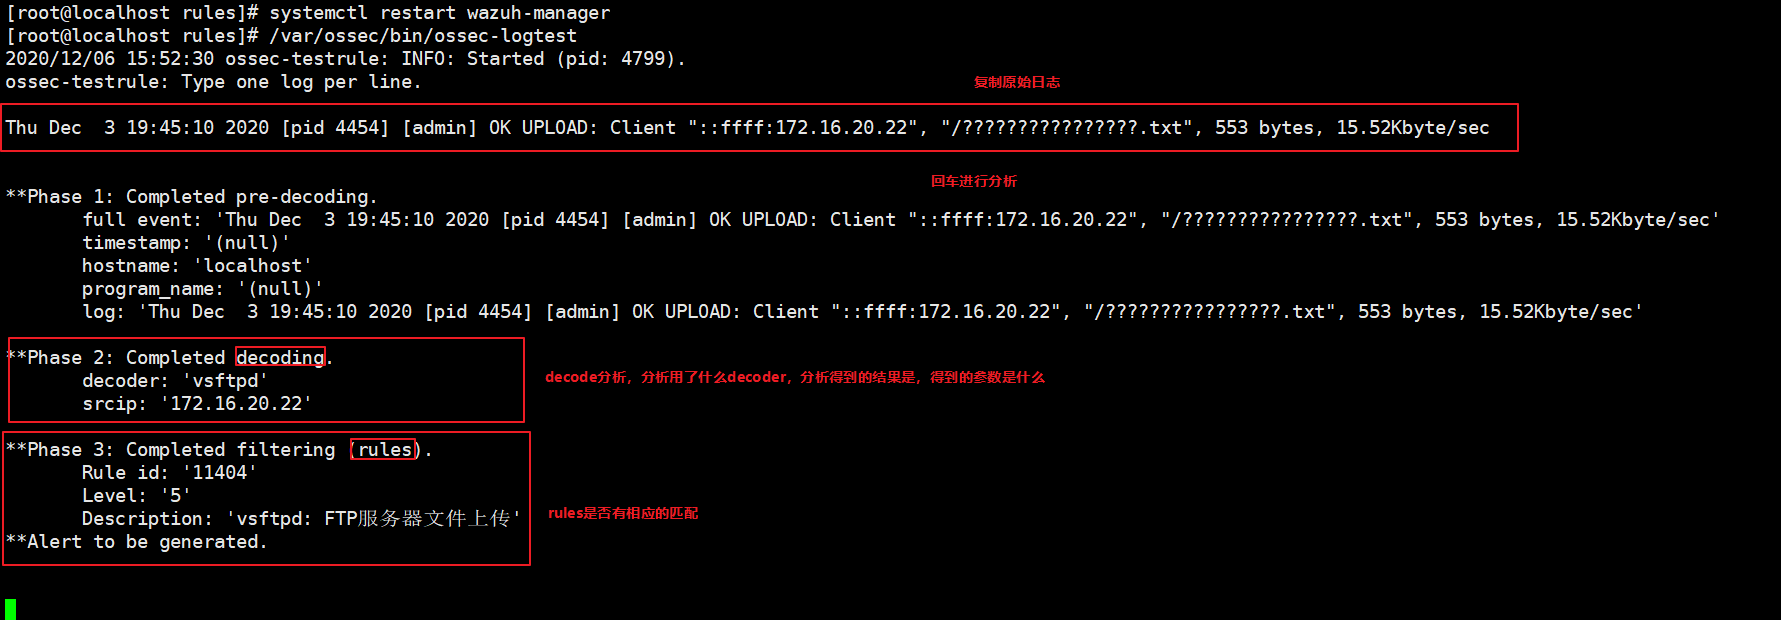 [root@localhost rules]# systemctl restart wazuh-manager
[root@localhost rules]# /var/ossec/bin/ossec-logtest
2020/12/06 15:52:30 ossec-testrule: INFO: Started (pid: 4799).
ossec-testrule: Type one log per line.
复制原始日志
Thu Dec  3 19:45:10 2020 [pid 4454] [admin] OK UPLOAD: Client "::ffff:172.16.20.22", "/????????????????.txt", 553 bytes, 15.52Kbyte/sec
回车进行分析
**Phase 1: Completed pre-decoding.
full event: 'Thu Dec  3 19:45:10 2020 [pid 4454] [admin] OK UPLOAD: Client "::ffff:172.16.20.22", "/????????????????.txt", 553 bytes, 15.52Kbyte/sec'
timestamp: '(null)'
hostname: 'localhost'
program_name: '(null)'
log: 'Thu Dec  3 19:45:10 2020 [pid 4454] [admin] OK UPLOAD: Client "::ffff:172.16.20.22", "/????????????????.txt", 553 bytes, 15.52Kbyte/sec'
**Phase 2: Completed decoding.
decoder: 'vsftpd'
decode分析，分析用了什么decoder，分析得到的结果是，得到的参数是什么
srcip: '172.16.20.22'
**Phase 3: Completed filtering (rules).
Rule id: '11404'
Level: '5'
Description: 'vsftpd: FTP服务器文件上传'
rules是否有相应的匹配
**Alert to be generated.